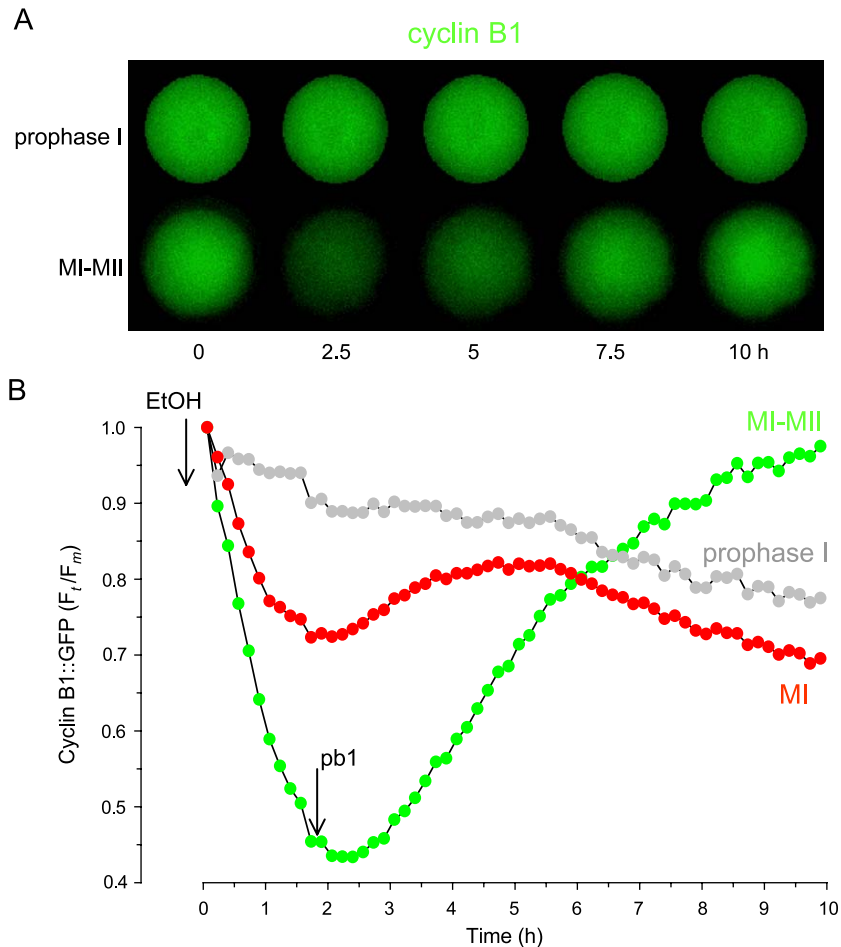 A
cyclin B1
prophase I
MI-MII
0 2.5 5 7.5 10 h
B
EtOH
MI-MII
1.0
0.9
prophase I
0.8
0.7
MI
0.6
pb1
0.5
0.4
Cyclin B1::GFP (Ft/Fm)
0 1 2 3 4 5 6 7 8 9 10
Time (h)